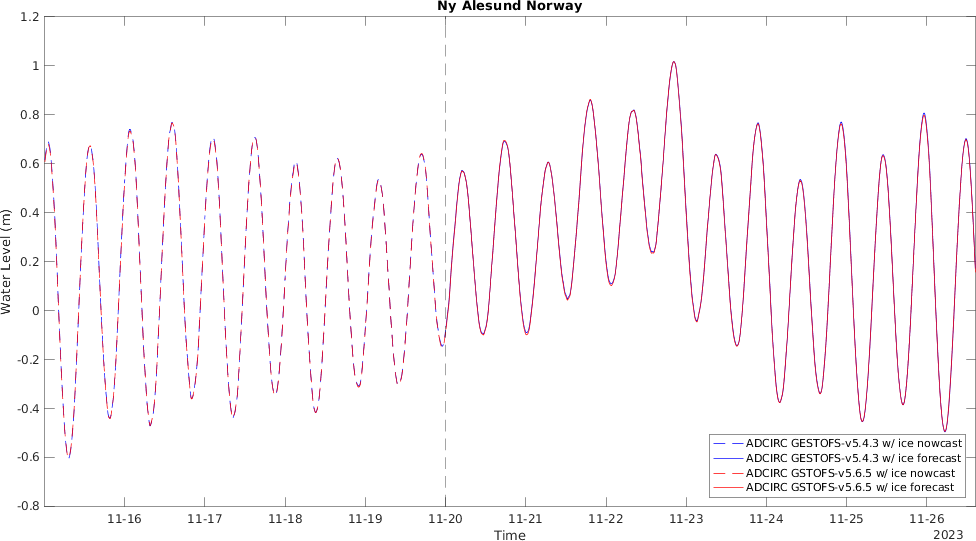 Ny Alesund Norway
1.2
1
0.8
0.6
0.4
0.2
0
-0.2
-0.4
-0.6
-0.8
Water Level (m)
ADCIRC GESTOFS-v5.4.3 w/ ice nowcast
ADCIRC GESTOFS-v5.4.3 w/ ice forecast
ADCIRC GSTOFS-v5.6.5 w/ ice nowcast
ADCIRC GSTOFS-v5.6.5 w/ ice forecast
11-16 11-17 11-18 11-19 11-20 11-21 11-22 11-23 11-24 11-25 11-26
Time
2023